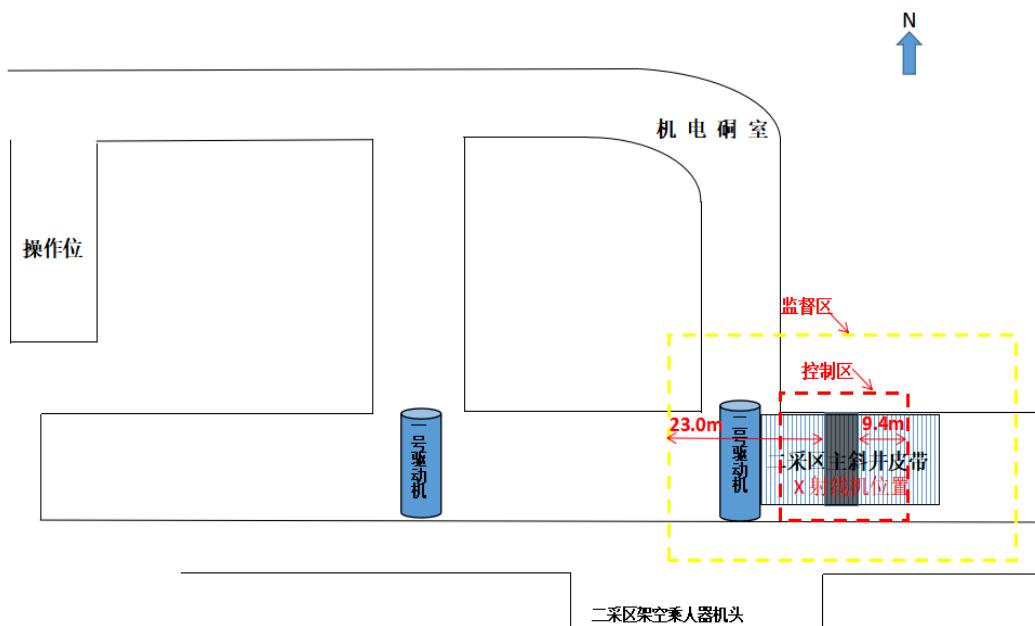 N
机电硐室
操作位
监督区
控制区
23.0m
9.4m
二号驱动机
二号驱动机
二采区主斜井皮带
X 射线机位置
二采区架空乘人器机头